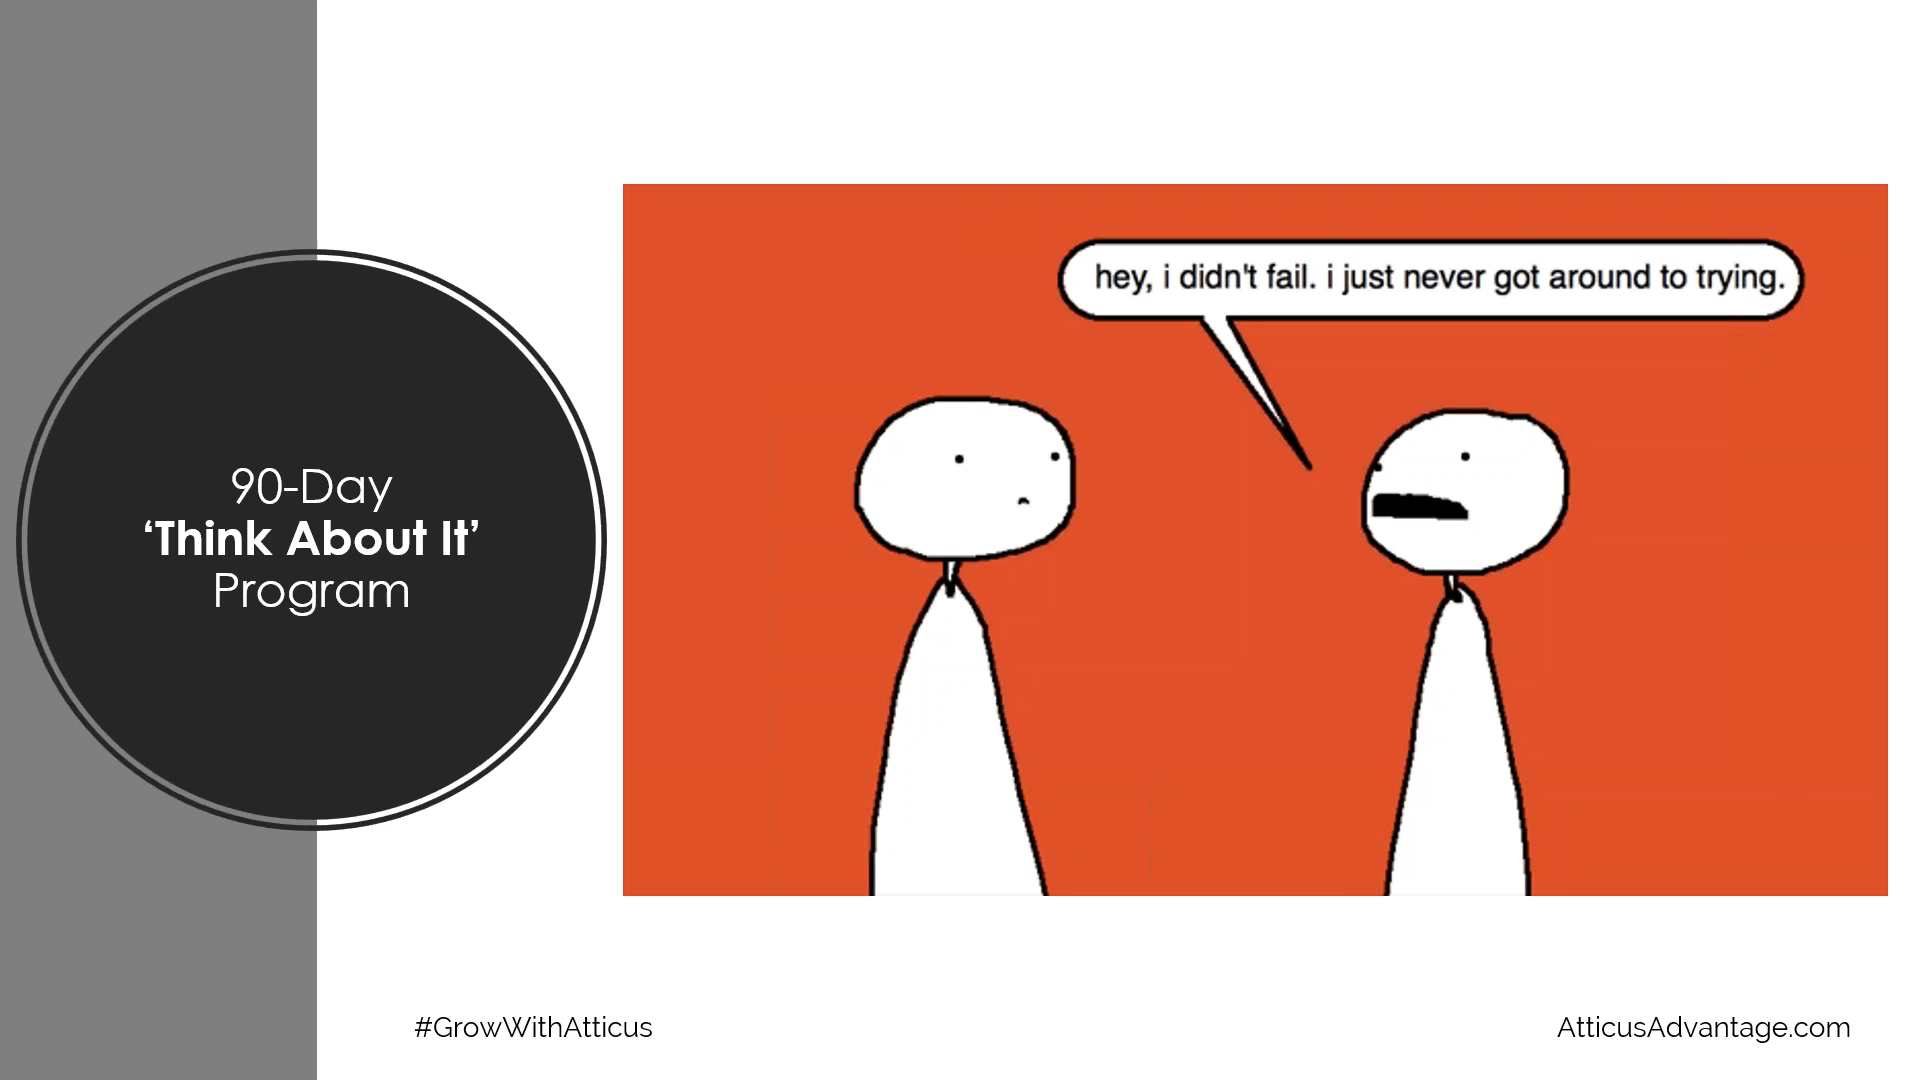 90-Day
‘Think About It’
Program
hey, i didn't fail. i just never got around to trying.
#GrowWithAtticus
AtticusAdvantage.com